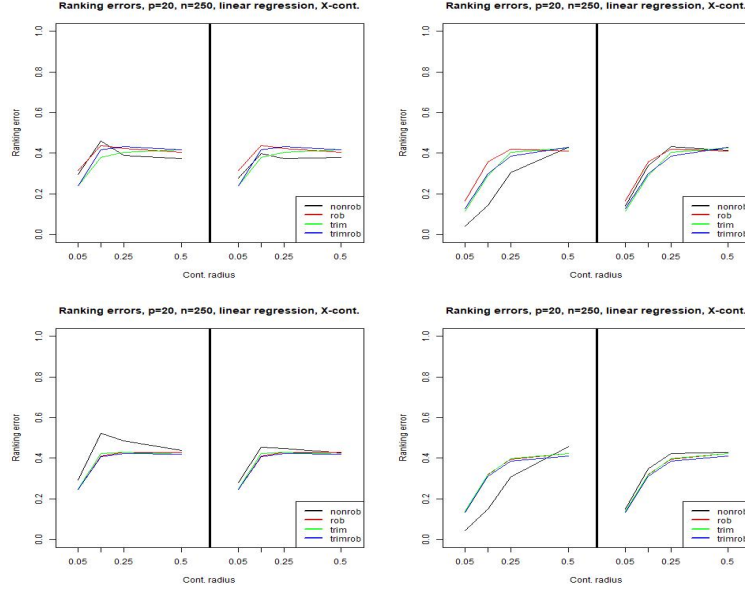 Ranking errors, p=20, n=250, linear regression, X-cont.
Ranking error
0.0 0.2 0.4 0.6 0.8 1.0
nonrob
rob
trim
trimrob
0.05 0.25 0.5 0.05 0.25 0.5
Cont. radius
Ranking errors, p=20, n=250, linear regression, X-cont.
Ranking error
0.0 0.2 0.4 0.6 0.8 1.0
nonrob
rob
trim
trimrob
0.05 0.25 0.5 0.05 0.25 0.5
Cont. radius
Ranking errors, p=20, n=250, linear regression, X-cont.
Ranking error
0.0 0.2 0.4 0.6 0.8 1.0
nonrob
rob
trim
trimrob
0.05 0.25 0.5 0.05 0.25 0.5
Cont. radius
Ranking errors, p=20, n=250, linear regression, X-cont.
Ranking error
0.0 0.2 0.4 0.6 0.8 1.0
nonrob
rob
trim
trimrob
0.05 0.25 0.5 0.05 0.25 0.5
Cont. radius